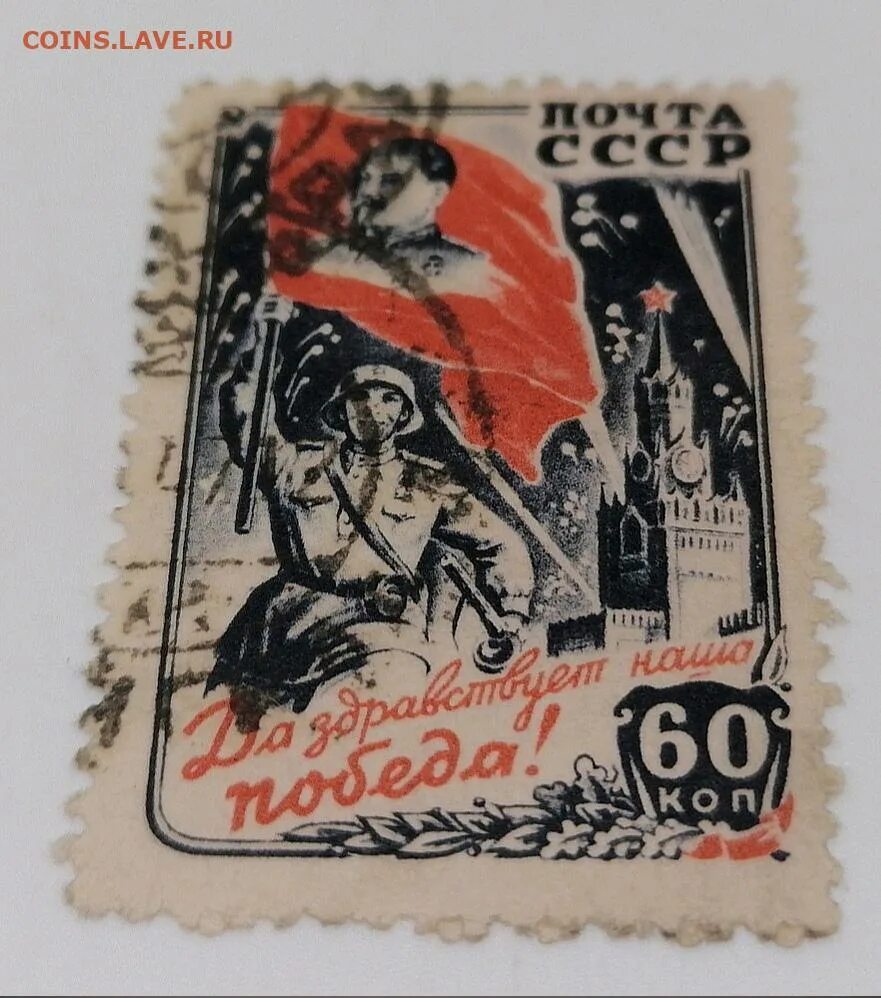 COINS.LAVE.RU
ПОЧТА
СССР
Да здравствует наша
победа!
60
КОП